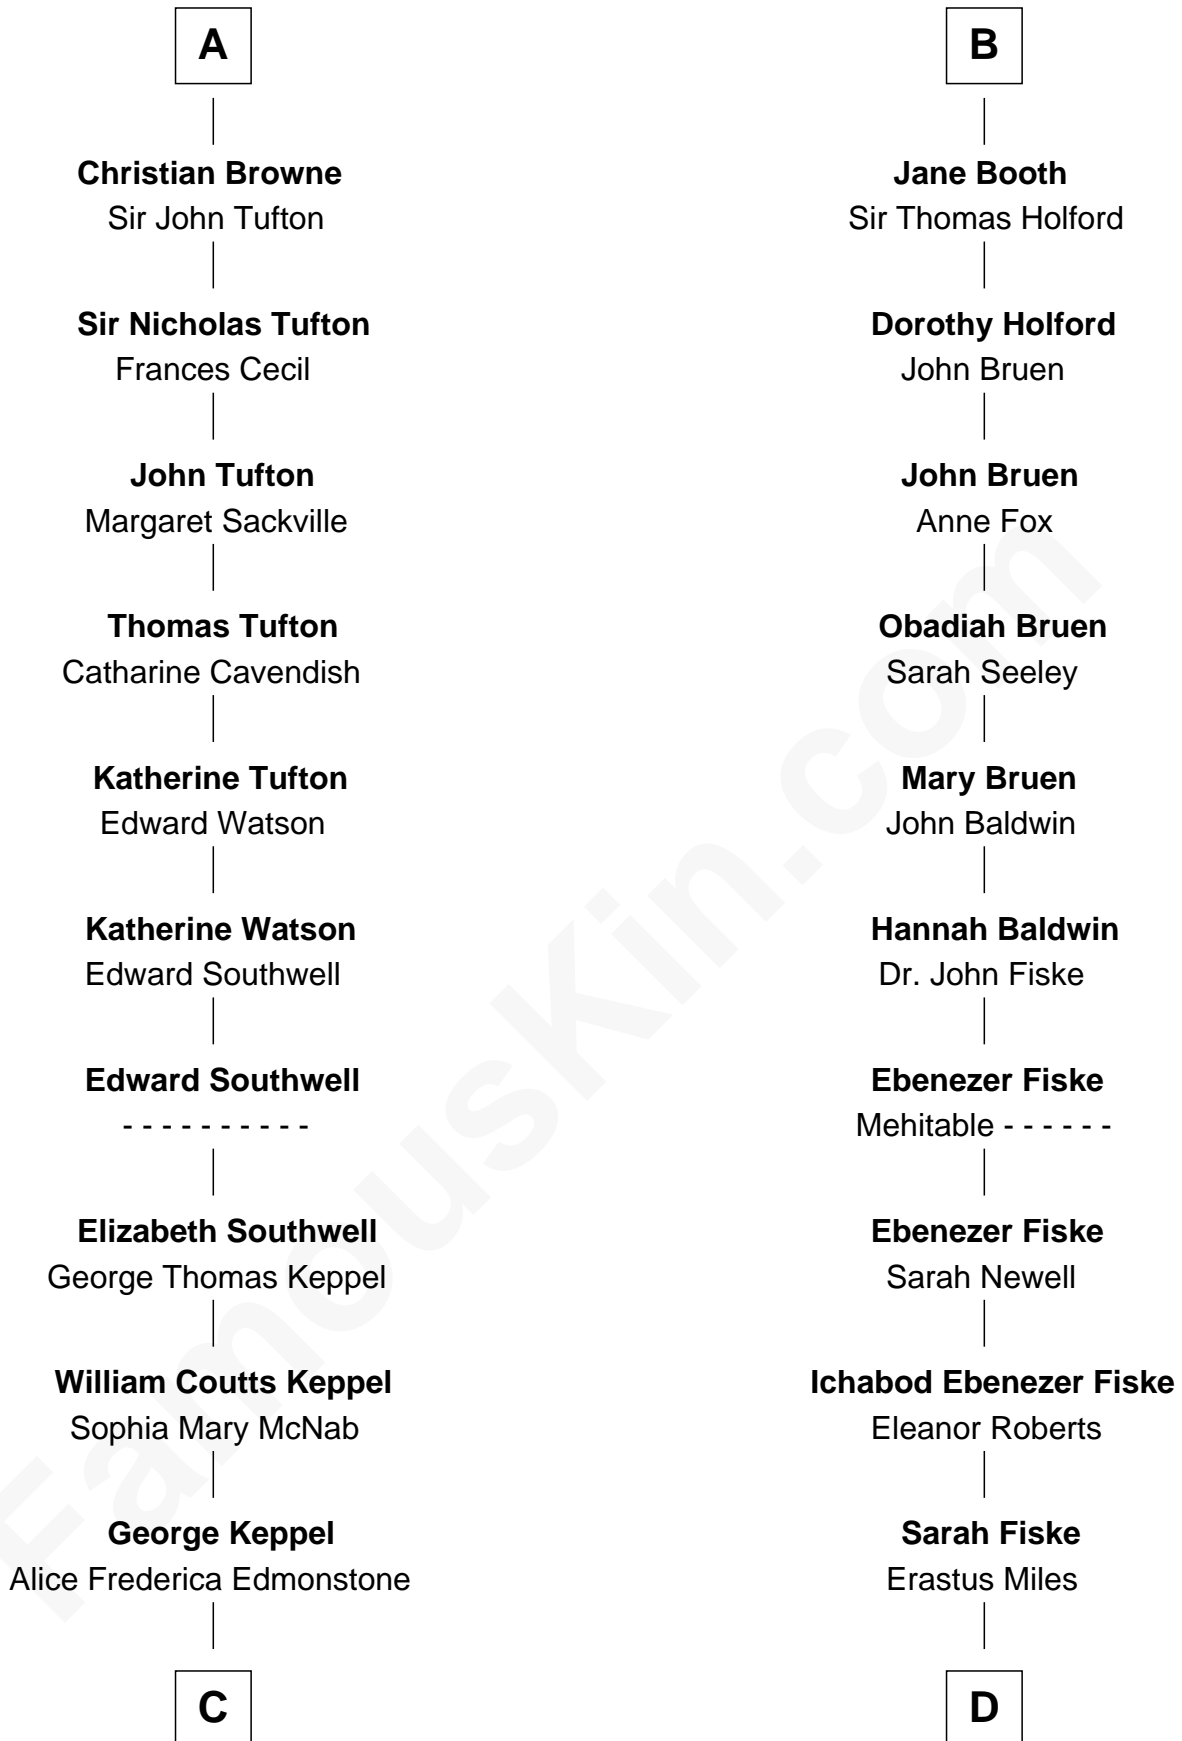 A
Christian Browne
Sir John Tufton
Sir Nicholas Tufton
Frances Cecil
John Tufton
Margaret Sackville
Thomas Tufton
Catharine Cavendish
Katherine Tufton
Edward Watson
Katherine Watson
Edward Southwell
Edward Southwell
- - - - - - - - - -
Elizabeth Southwell
George Thomas Keppel
William Coutts Keppel
Sophia Mary McNab
George Keppel
Alice Frederica Edmonstone
C
B
Jane Booth
Sir Thomas Holford
Dorothy Holford
John Bruen
John Bruen
Anne Fox
Obadiah Bruen
Sarah Seeley
Mary Bruen
John Baldwin
Hannah Baldwin
Dr. John Fiske
Ebenezer Fiske
Mehitable - - - - - -
Ebenezer Fiske
Sarah Newell
Ichabod Ebenezer Fiske
Eleanor Roberts
Sarah Fiske
Erastus Miles
D
FamousKin.com